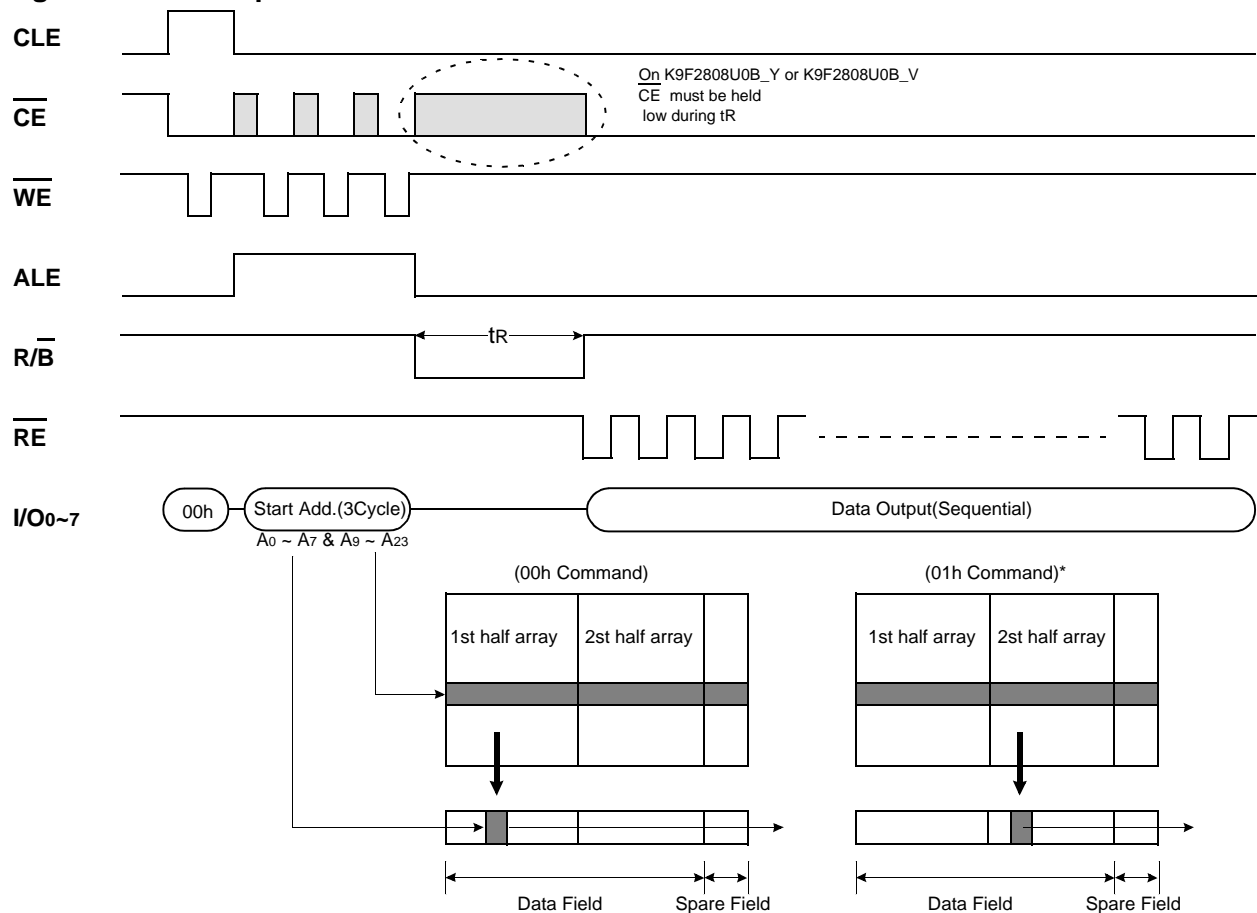 CLE
On K9F2808U0B_Y or K9F2808U0B_V
CE must be held
low during tR
CE
WE
ALE
tR
R/B
RE
I/O0~7
00h
Start Add.(3Cycle)
Data Output(Sequential)
A0 ~ A7 & A9 ~ A23
(00h Command)
(01h Command)*
1st half array
2st half array
1st half array
2st half array
Data Field
Spare Field
Data Field
Spare Field